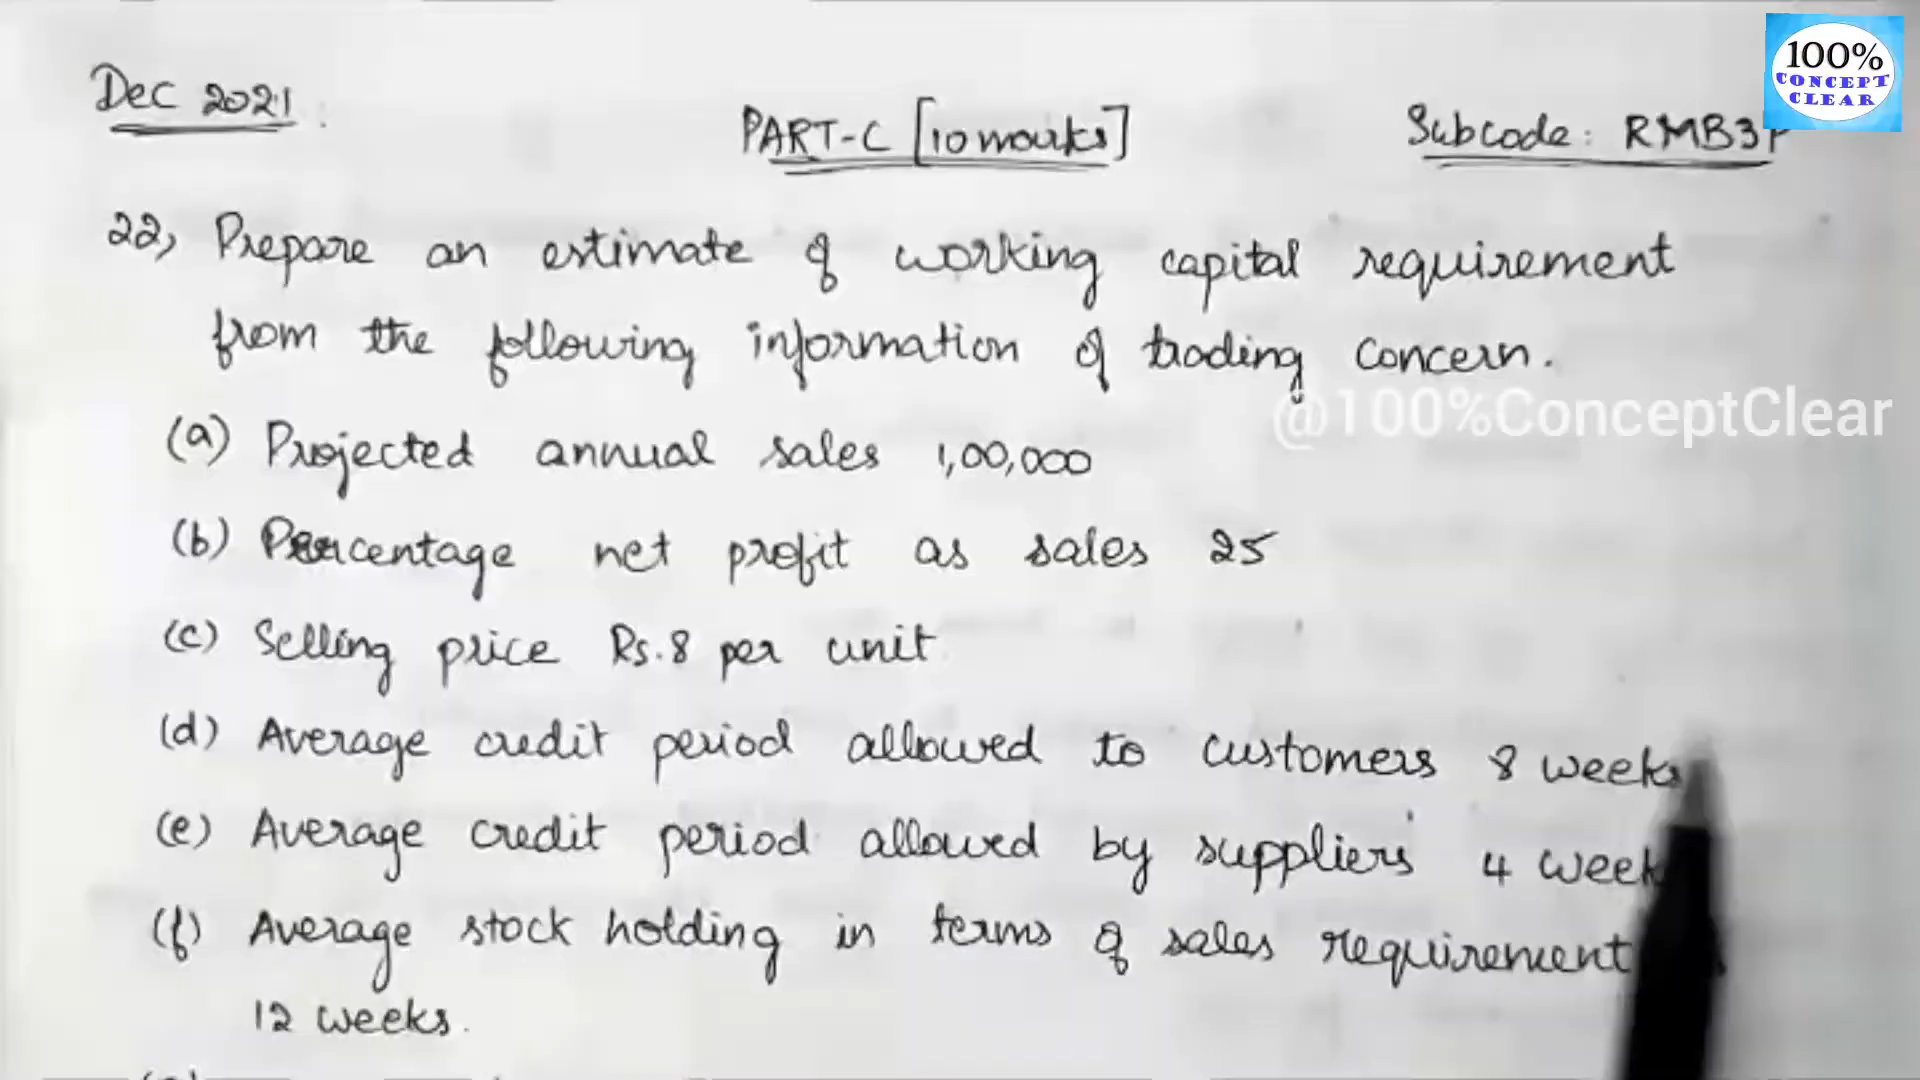 Dec 2021:
PART-C [10 marks]
Subcode: RMB3
100%
CONCEPT
CLEAR
22, Prepare an estimate of working capital requirement
from the following information of trading concern.
@100%ConceptClear
(a) Projected annual sales 1,00,000
(b) Percentage net profit as sales 25
(c) Selling price Rs.8 per unit
(d) Average credit period allowed to customers 8 weeks
(e) Average credit period allowed by suppliers 4 week
(f) Average stock holding in terms of sales requirement
12 weeks.